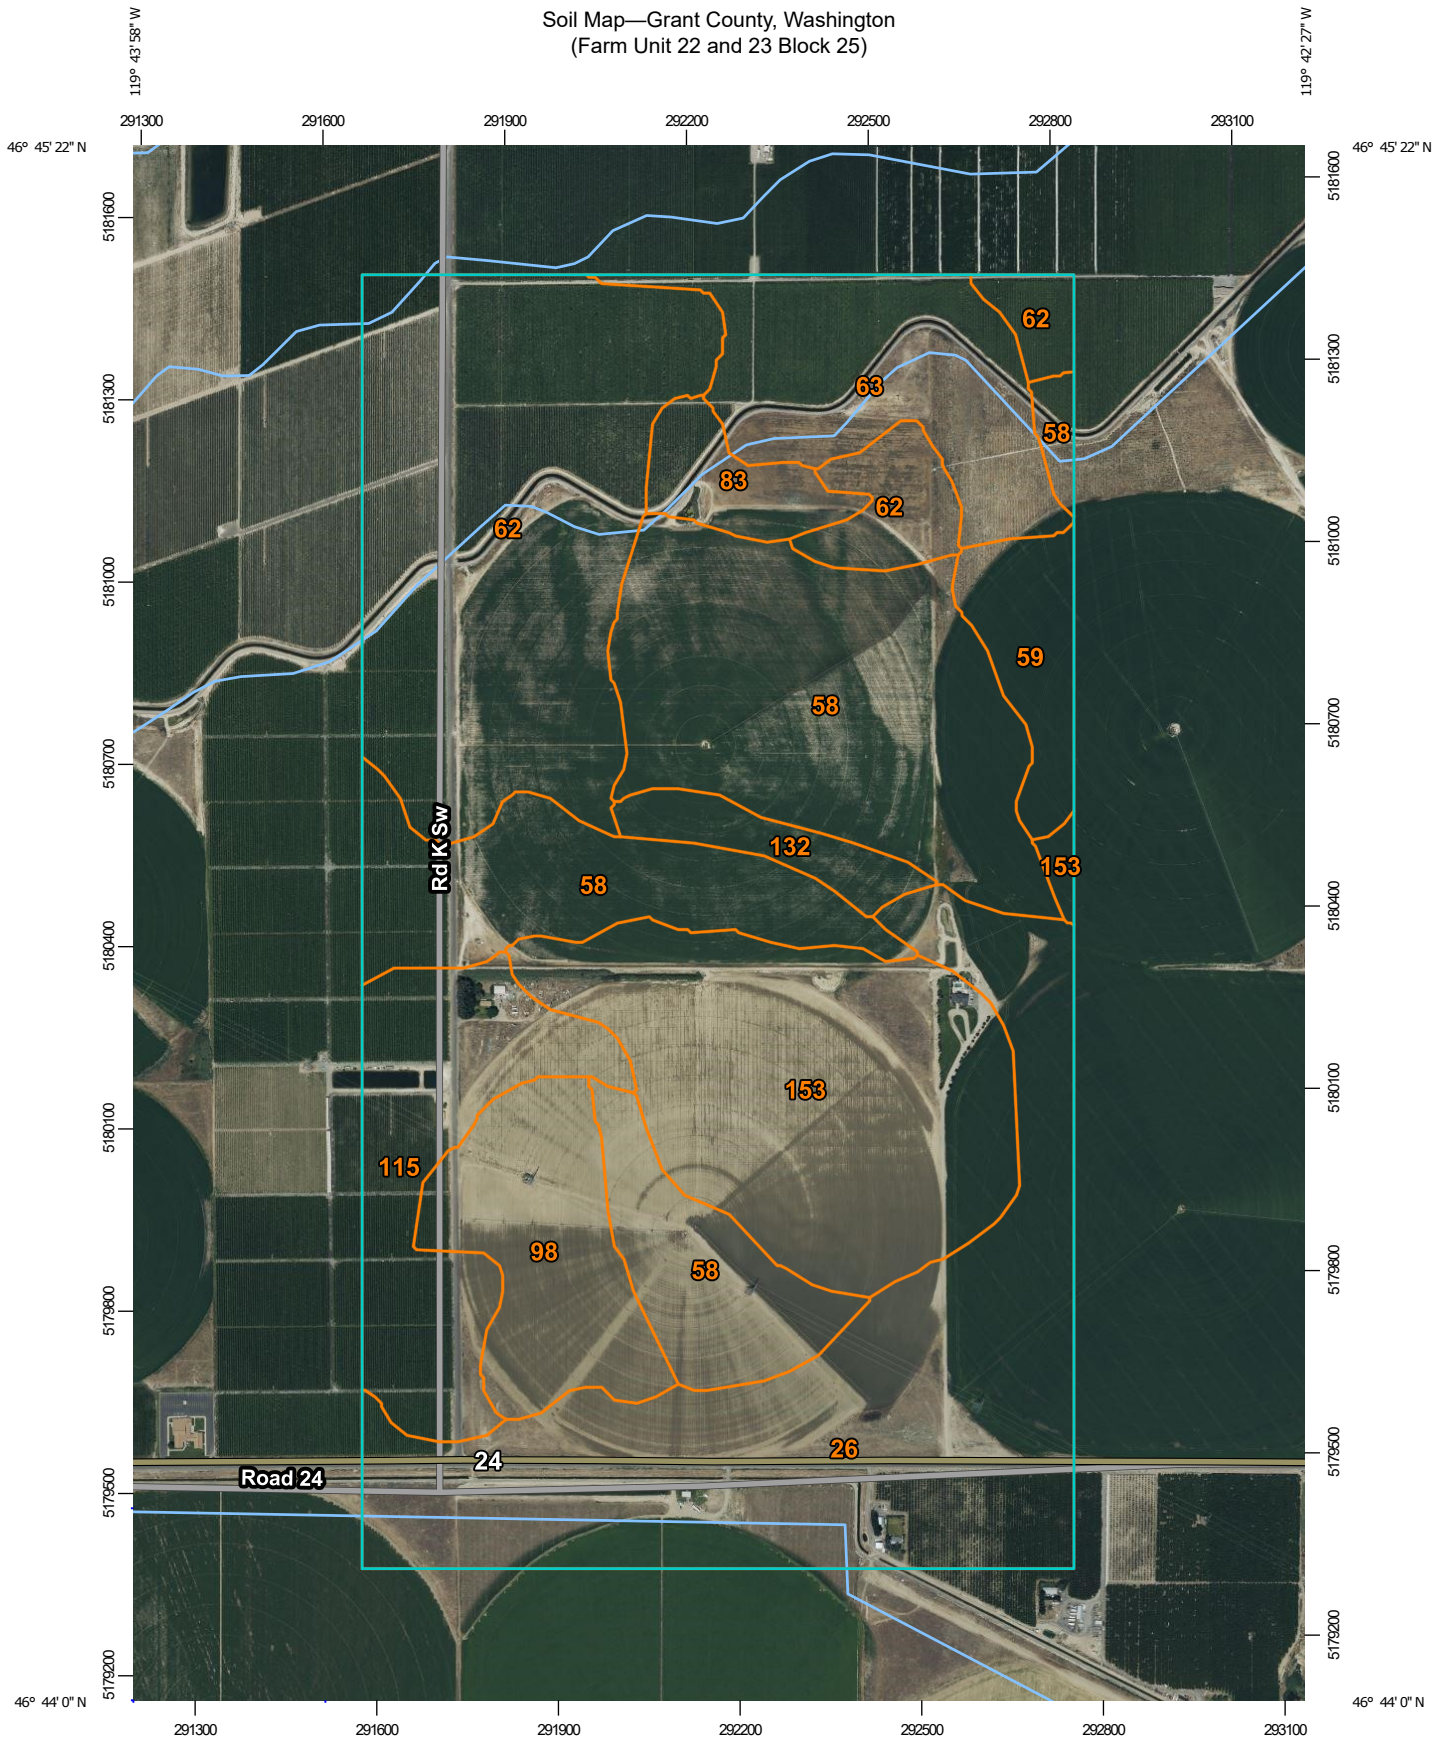 Soil Map—Grant County, Washington
(Farm Unit 22 and 23 Block 25)
119° 43' 58'' W
119° 42' 27'' W
291300 291600 291900 292200 292500 292800 293100
46° 45' 22'' N
46° 45' 22'' N
5181600
5181600
62
5181300
5181300
63
58
83
62
62
5181000
5181000
59
58
5180700
5180700
Rd K Sw
132
153
58
5180400
5180400
153
5180100
5180100
115
98
58
5179800
5179800
26
24
Road 24
5179500
5179500
5179200
5179200
46° 44' 0'' N
46° 44' 0'' N
291300 291600 291900 292200 292500 292800 293100